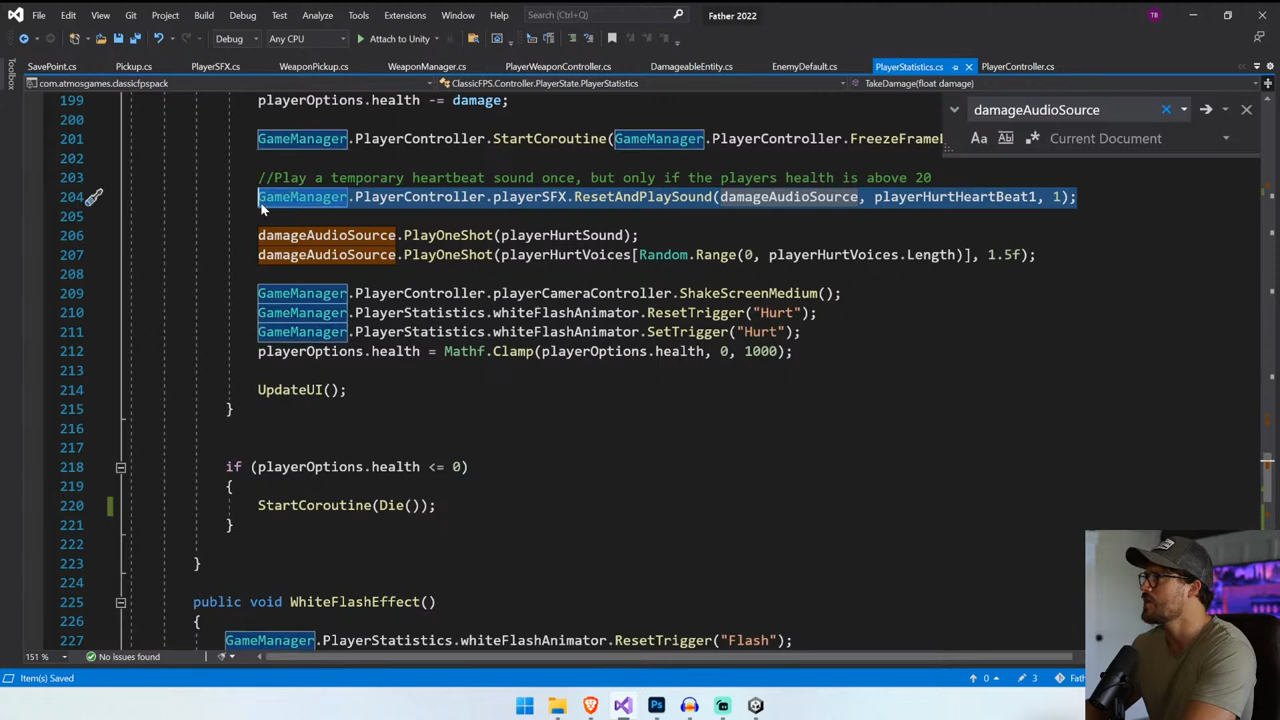 File Edit View Git Project Build Debug Test Analyze Tools Extensions Window Help Search (Ctrl+Q) Father 2022 TB
Debug Any CPU Attach to Unity
SavePoint.cs Pickup.cs PlayerSFX.cs WeaponPickup.cs WeaponManager.cs PlayerWeaponController.cs DamageableEntity.cs EnemyDefault.cs PlayerStatistics.cs PlayerController.cs
Toolbox
com.atmosgames.classicfpspack ClassicFPS.Controller.PlayerState.PlayerStatistics TakeDamage(float damage)
damageAudioSource
Aa Ab Current Document
199 playerOptions.health -= damage;
200
201 GameManager.PlayerController.StartCoroutine(GameManager.PlayerController.FreezeFrame
202
203 //Play a temporary heartbeat sound once, but only if the players health is above 20
204 GameManager.PlayerController.playerSFX.ResetAndPlaySound(damageAudioSource, playerHurtHeartBeat1, 1);
205
206 damageAudioSource.PlayOneShot(playerHurtSound);
207 damageAudioSource.PlayOneShot(playerHurtVoices[Random.Range(0, playerHurtVoices.Length)], 1.5f);
208
209 GameManager.PlayerController.playerCameraController.ShakeScreenMedium();
210 GameManager.PlayerStatistics.whiteFlashAnimator.ResetTrigger("Hurt");
211 GameManager.PlayerStatistics.whiteFlashAnimator.SetTrigger("Hurt");
212 playerOptions.health = Mathf.Clamp(playerOptions.health, 0, 1000);
213
214 UpdateUI();
215 }
216
217
218 if (playerOptions.health <= 0)
219 {
220 StartCoroutine(Die());
221 }
222
223 }
224
225 public void WhiteFlashEffect()
226 {
227 GameManager.PlayerStatistics.whiteFlashAnimator.ResetTrigger("Flash");
151 % No issues found
Item(s) Saved 0 3 Fath
Ps